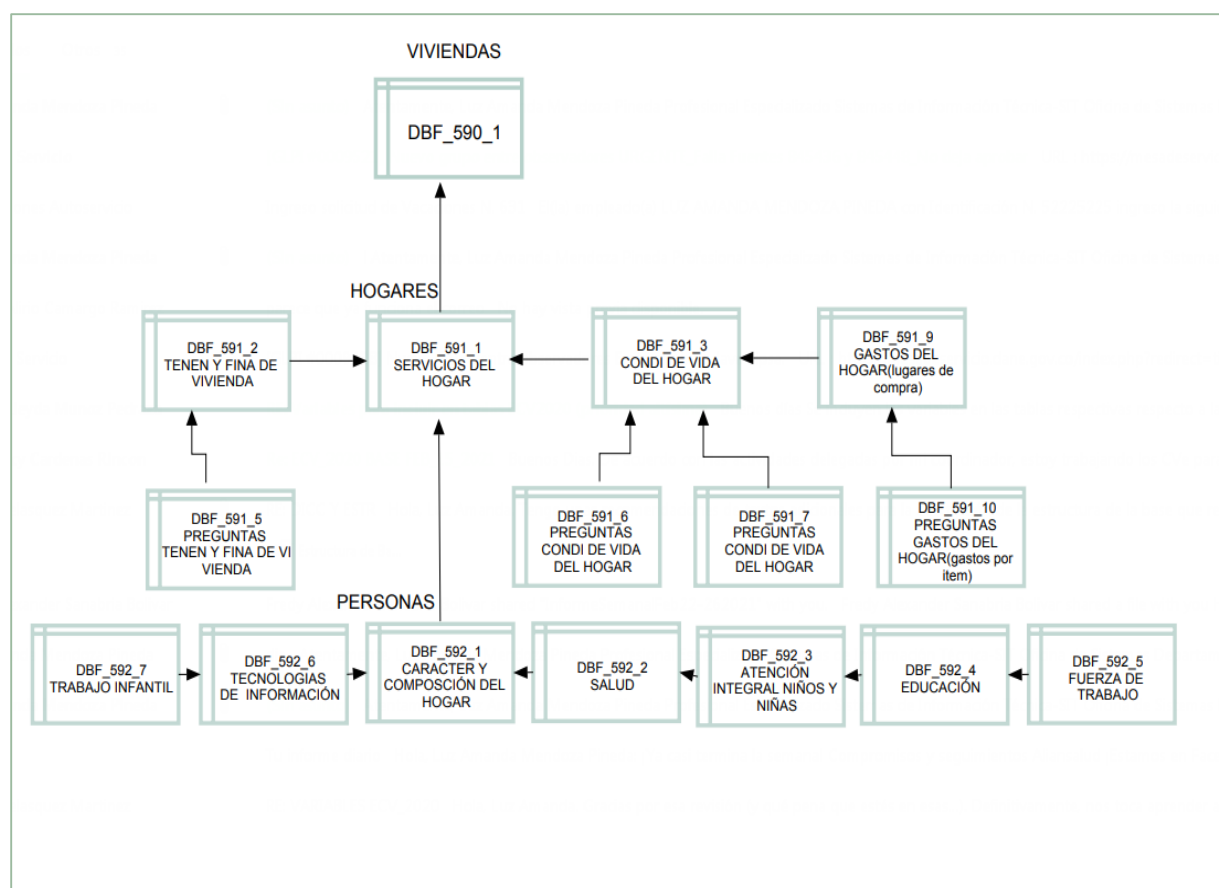 VIVIENDAS
DBF_590_1
HOGARES
DBF_591_2
TENEN Y FINA DE
VIVIENDA
DBF_591_1
SERVICIOS DEL
HOGAR
DBF_591_3
CONDI DE VIDA
DEL HOGAR
DBF_591_9
GASTOS DEL
HOGAR(lugares de
compra)
DBF_591_5
PREGUNTAS
TENEN Y FINA DE VI
VIENDA
DBF_591_6
PREGUNTAS
CONDI DE VIDA
DEL HOGAR
DBF_591_7
PREGUNTAS
CONDI DE VIDA
DEL HOGAR
DBF_591_10
PREGUNTAS
GASTOS DEL
HOGAR(gastos por
item)
PERSONAS
DBF_592_7
TRABAJO INFANTIL
DBF_592_6
TECNOLOGIAS
DE INFORMACIÓN
DBF_592_1
CARACTER Y
COMPOSCIÓN DEL
HOGAR
DBF_592_2
SALUD
DBF_592_3
ATENCIÓN
INTEGRAL NIÑOS Y
NIÑAS
DBF_592_4
EDUCACIÓN
DBF_592_5
FUERZA DE
TRABAJO